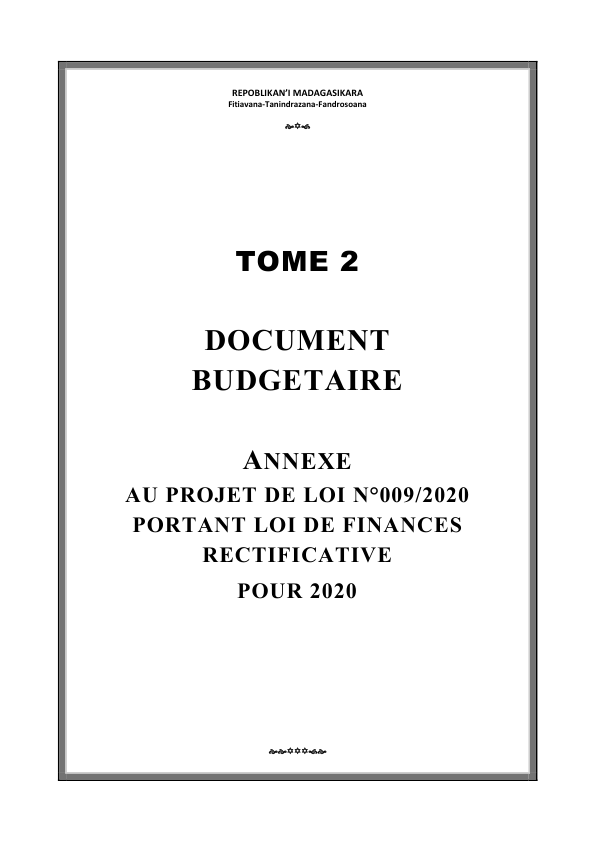 REPOBLIKAN'I MADAGASIKARA
Fitiavana-Tanindrazana-Fandrosoana
TOME 2
DOCUMENT
BUDGETAIRE
ANNEXE
AU PROJET DE LOI N°009/2020
PORTANT LOI DE FINANCES
RECTIFICATIVE
POUR 2020